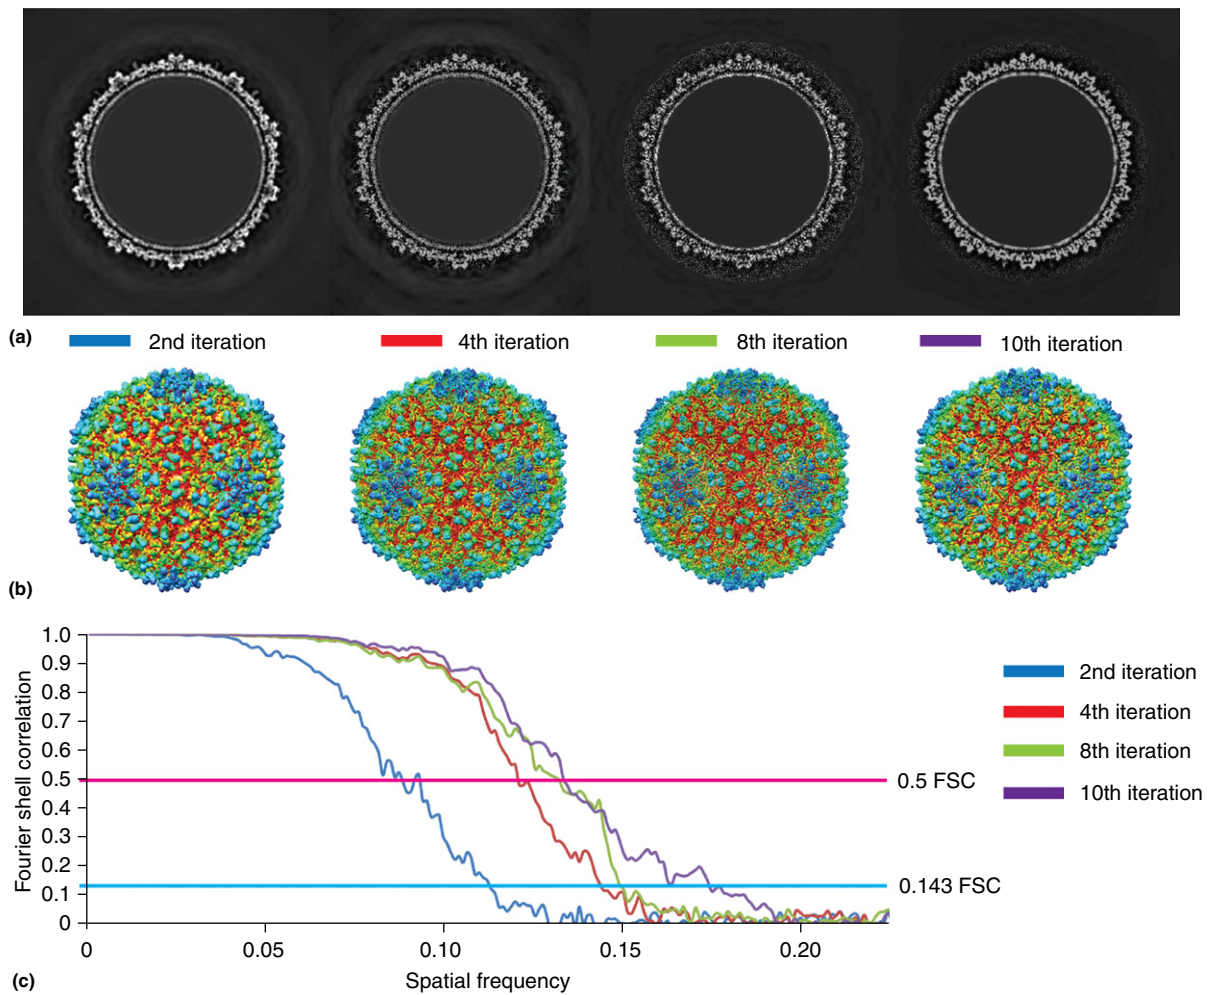 (a)
2nd iteration 4th iteration 8th iteration 10th iteration
(b)
1.0
0.9
0.8
0.7
0.6
0.5
0.4
0.3
0.2
0.1
0
Fourier shell correlation
2nd iteration
4th iteration
8th iteration
10th iteration
0.5 FSC
0.143 FSC
0 0.05 0.10 0.15 0.20
Spatial frequency
(c)